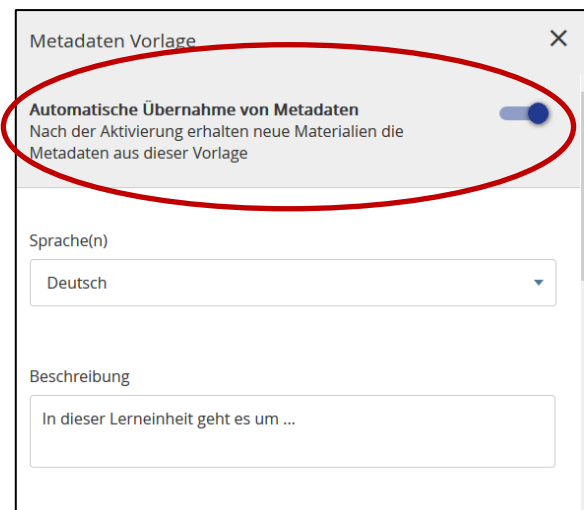 Metadaten Vorlage
Automatische Übernahme von Metadaten
Nach der Aktivierung erhalten neue Materialien die
Metadaten aus dieser Vorlage
Sprache(n)
Deutsch
Beschreibung
In dieser Lerneinheit geht es um ...